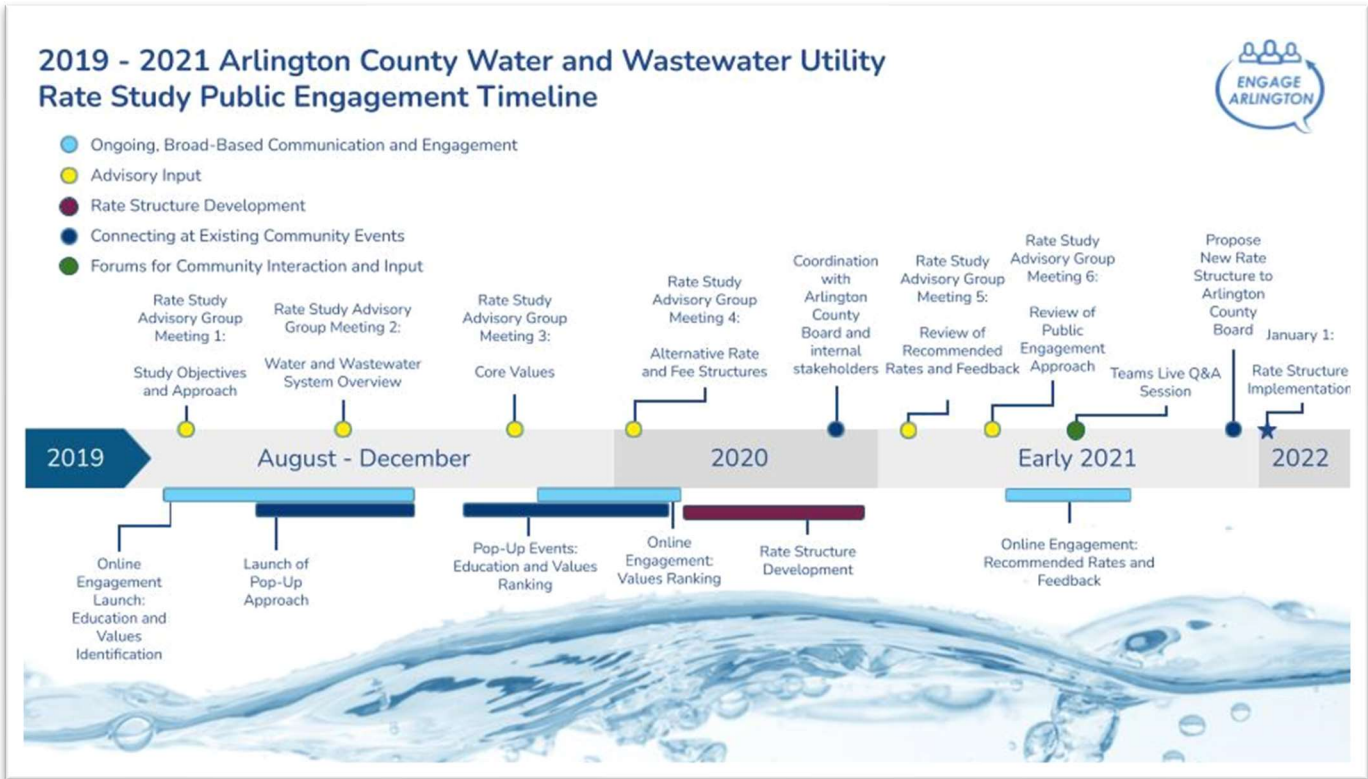 2019 - 2021 Arlington County Water and Wastewater Utility
Rate Study Public Engagement Timeline
ENGAGE
ARLINGTON
Ongoing, Broad-Based Communication and Engagement
Advisory Input
Rate Structure Development
Connecting at Existing Community Events
Forums for Community Interaction and Input
Rate Study
Advisory Group
Meeting 1:
Study Objectives
and Approach
Rate Study Advisory
Group Meeting 2:
Water and Wastewater
System Overview
Rate Study
Advisory Group
Meeting 3:
Core Values
Rate Study
Advisory Group
Meeting 4:
Alternative Rate
and Fee Structures
Coordination
with
Arlington
County
Board and
internal
stakeholders
Rate Study
Advisory Group
Meeting 5:
Review of
Recommended
Rates and Feedback
Rate Study
Advisory Group
Meeting 6:
Review of
Public
Engagement
Approach
Teams Live Q&A
Session
Propose
New Rate
Structure to
Arlington
County
Board
January 1:
Rate Structure
Implementation
2019
August - December
2020
Early 2021
2022
Online
Engagement
Launch:
Education and
Values
Identification
Launch of
Pop-Up
Approach
Pop-Up Events:
Education and Values
Ranking
Online
Engagement:
Values Ranking
Rate Structure
Development
Online Engagement:
Recommended Rates and
Feedback